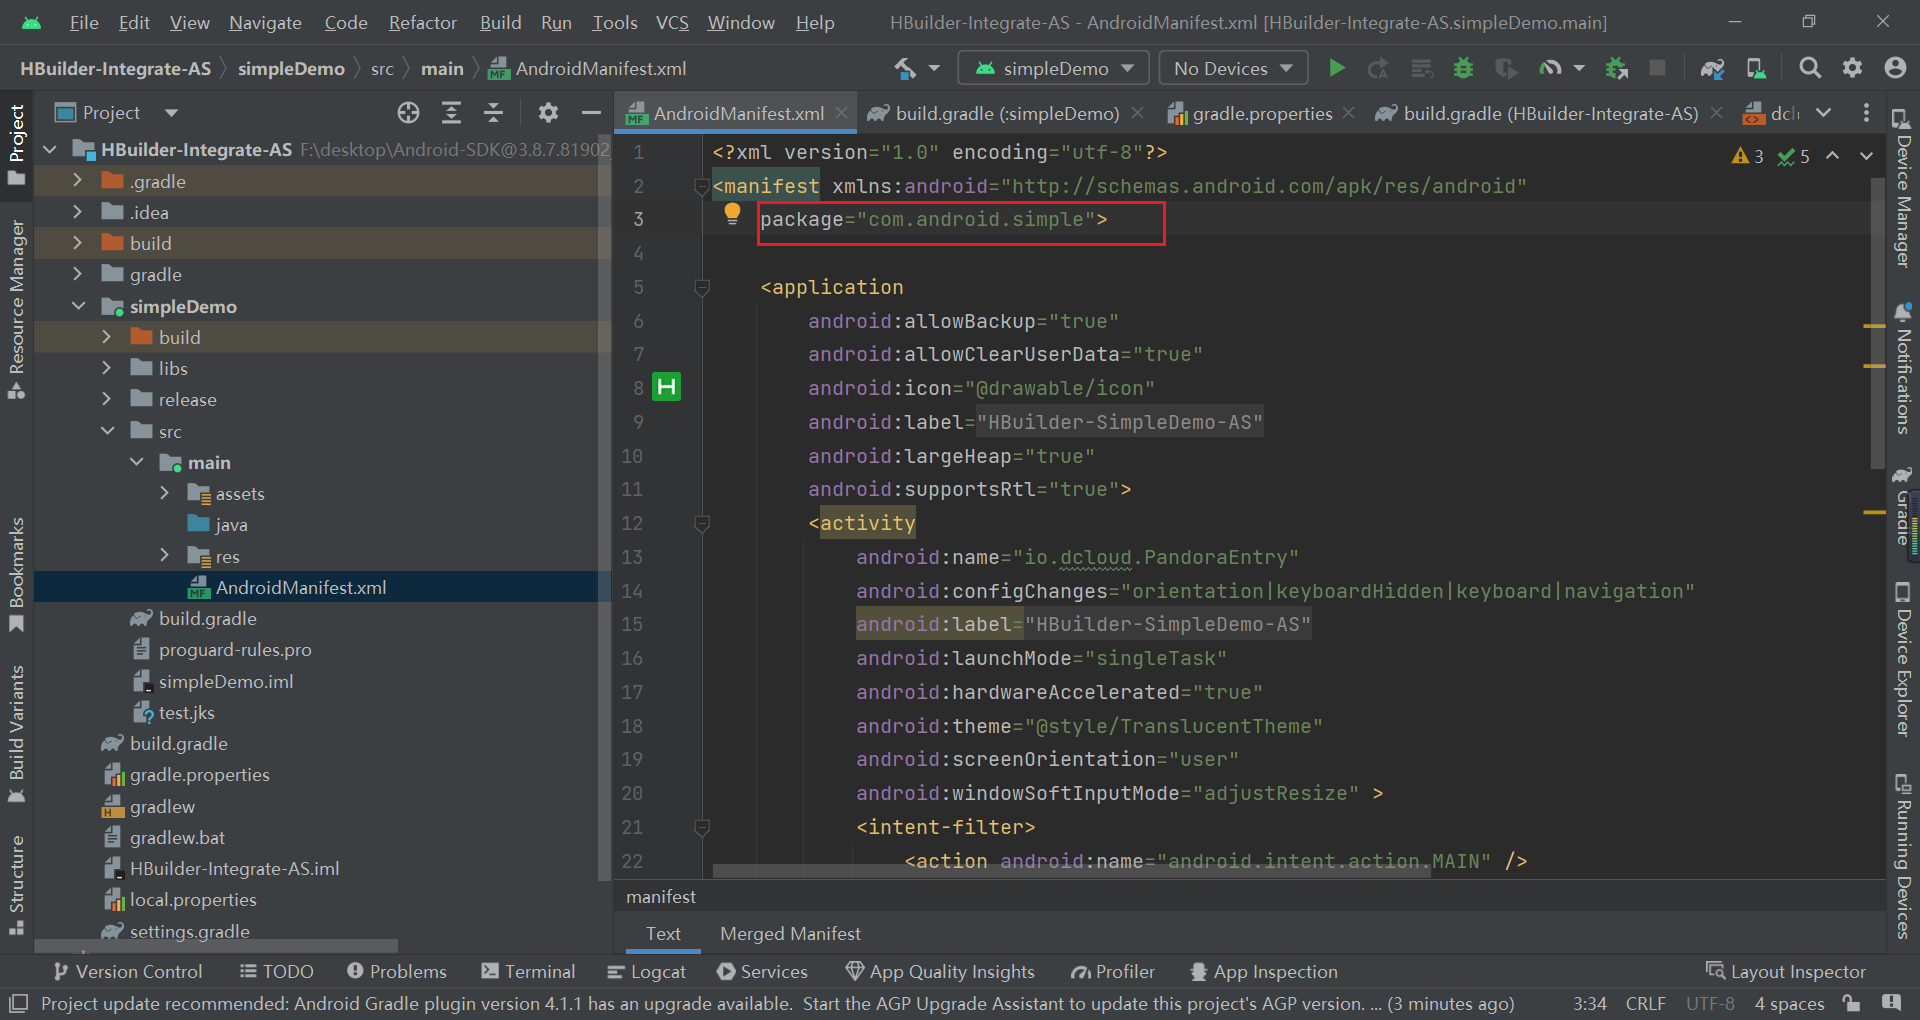 File Edit View Navigate Code Refactor Build Run Tools VCS Window Help HBuilder-Integrate-AS - AndroidManifest.xml [HBuilder-Integrate-AS.simpleDemo.main]
HBuilder-Integrate-AS simpleDemo src main AndroidManifest.xml simpleDemo No Devices
Project
AndroidManifest.xml build.gradle (:simpleDemo) gradle.properties build.gradle (HBuilder-Integrate-AS)
Project
Resource Manager
Bookmarks
Build Variants
Structure
HBuilder-Integrate-AS F:\desktop\Android-SDK@3.8.7.81902
.gradle
.idea
build
gradle
simpleDemo
build
libs
release
src
main
assets
java
res
AndroidManifest.xml
build.gradle
proguard-rules.pro
simpleDemo.iml
test.jks
build.gradle
gradle.properties
gradlew
gradlew.bat
HBuilder-Integrate-AS.iml
local.properties
settings.gradle
1 <?xml version="1.0" encoding="utf-8"?>
3 5
2 <manifest xmlns:android="http://schemas.android.com/apk/res/android"
3 package="com.android.simple">
4
5 <application
6 android:allowBackup="true"
7 android:allowClearUserData="true"
8 android:icon="@drawable/icon"
9 android:label="HBuilder-SimpleDemo-AS"
10 android:largeHeap="true"
11 android:supportsRtl="true">
12 <activity
13 android:name="io.dcloud.PandoraEntry"
14 android:configChanges="orientation|keyboardHidden|keyboard|navigation"
15 android:label="HBuilder-SimpleDemo-AS"
16 android:launchMode="singleTask"
17 android:hardwareAccelerated="true"
18 android:theme="@style/TranslucentTheme"
19 android:screenOrientation="user"
20 android:windowSoftInputMode="adjustResize" >
21 <intent-filter>
22 <action android:name="android.intent.action.MAIN" />
manifest
Text Merged Manifest
Device Manager
Notifications
Gradle
Device Explorer
Running Devices
Version Control TODO Problems Terminal Logcat Services App Quality Insights Profiler App Inspection Layout Inspector
Project update recommended: Android Gradle plugin version 4.1.1 has an upgrade available. Start the AGP Upgrade Assistant to update this project's AGP version. ... (3 minutes ago) 3:34 CRLF UTF-8 4 spaces